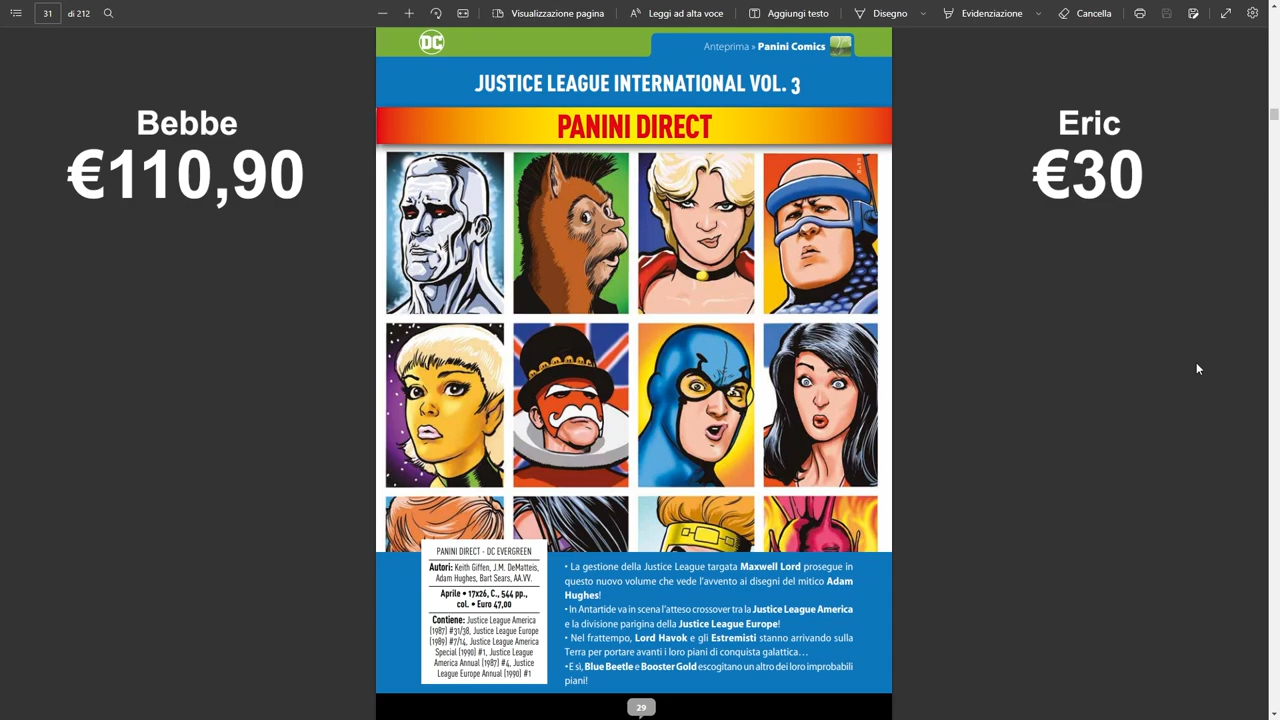 31
di 212
Visualizzazione pagina
Leggi ad alta voce
Aggiungi testo
Disegno
Evidenziazione
Cancella
DC
Anteprima » Panini Comics
JUSTICE LEAGUE INTERNATIONAL VOL. 3
PANINI DIRECT
Bebbe
€110,90
Eric
€30
PANINI DIRECT - DC EVERGREEN
Autori: Keith Giffen, J.M. DeMatteis,
Adam Hughes, Bart Sears, AA.VV.
Aprile • 17x26, C., 544 pp.,
col. • Euro 47,00
Contiene: Justice League America
(1987) #31/38, Justice League Europe
(1989) #7/14, Justice League America
Special (1990) #1, Justice League
America Annual (1987) #4, Justice
League Europe Annual (1990) #1
• La gestione della Justice League targata Maxwell Lord prosegue in
questo nuovo volume che vede l'avvento ai disegni del mitico Adam
Hughes!
• In Antartide va in scena l'atteso crossover tra la Justice League America
e la divisione parigina della Justice League Europe!
• Nel frattempo, Lord Havok e gli Estremisti stanno arrivando sulla
Terra per portare avanti i loro piani di conquista galattica…
• E sì, Blue Beetle e Booster Gold escogitano un altro dei loro improbabili
piani!
29